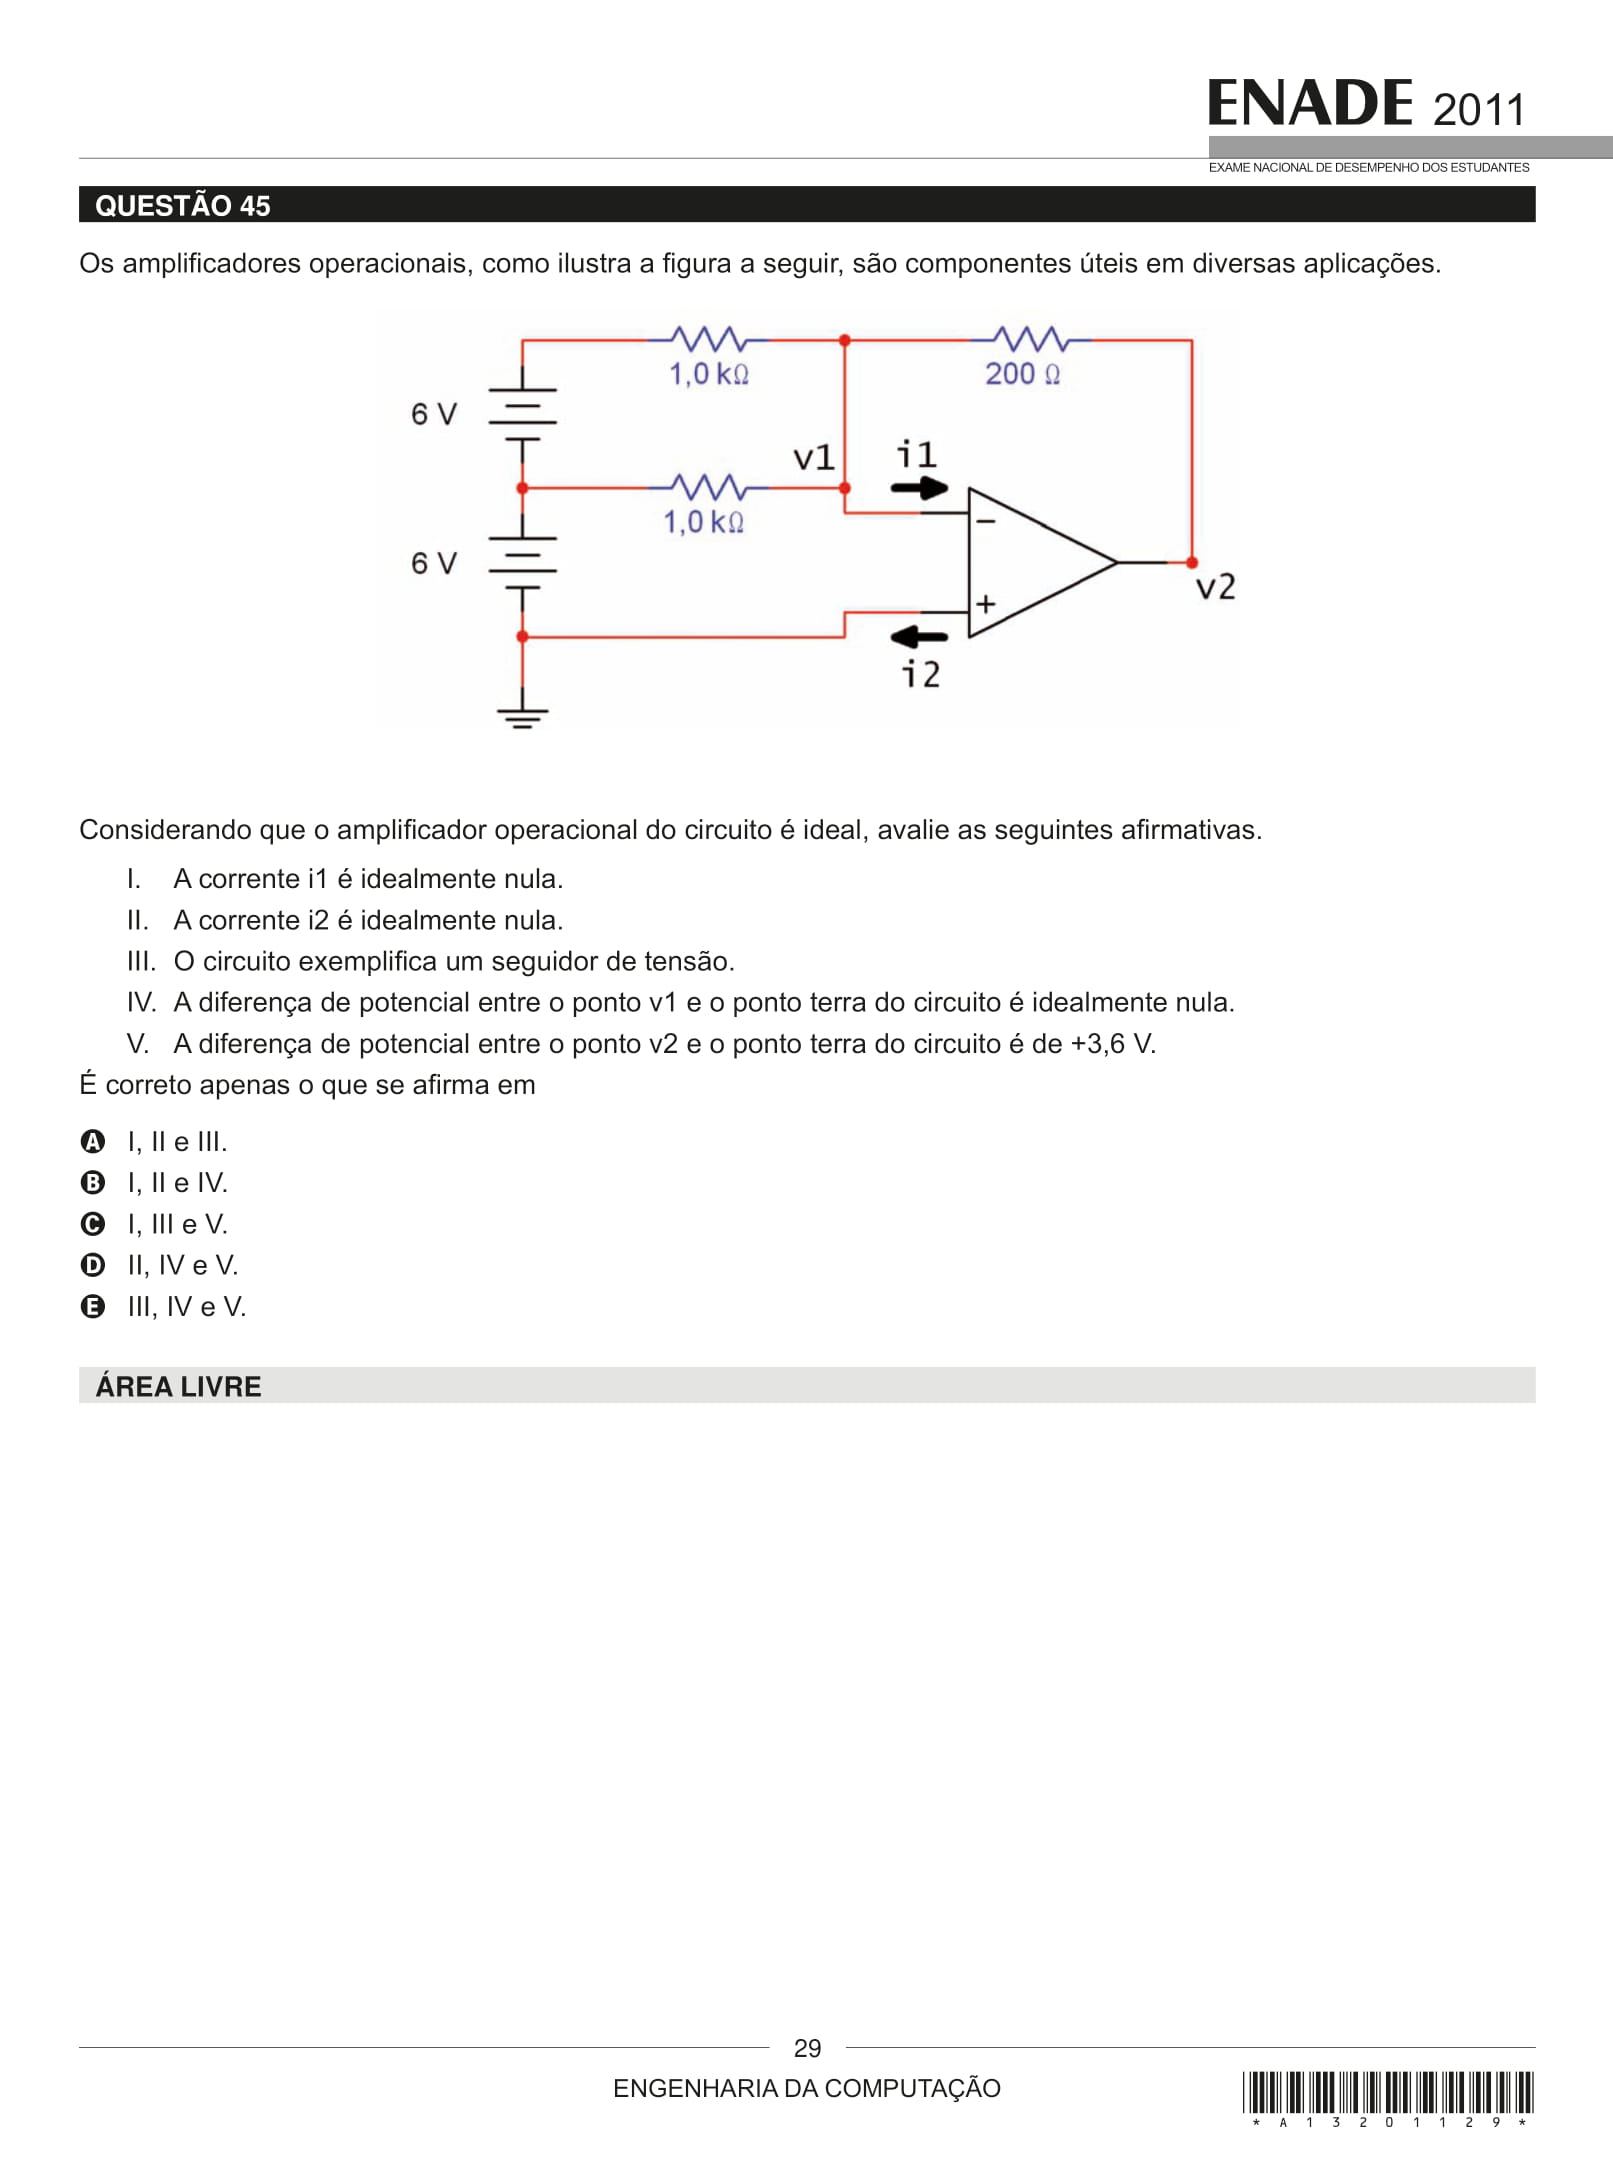 ENADE 2011
EXAME NACIONAL DE DESEMPENHO DOS ESTUDANTES
QUESTÃO 45
Os amplificadores operacionais, como ilustra a figura a seguir, são componentes úteis em diversas aplicações.
1,0 kΩ
200 Ω
6 V
v1
i1
1,0 kΩ
−
6 V
v2
+
i2
Considerando que o amplificador operacional do circuito é ideal, avalie as seguintes afirmativas.
I. A corrente i1 é idealmente nula.
II. A corrente i2 é idealmente nula.
III. O circuito exemplifica um seguidor de tensão.
IV. A diferença de potencial entre o ponto v1 e o ponto terra do circuito é idealmente nula.
V. A diferença de potencial entre o ponto v2 e o ponto terra do circuito é de +3,6 V.
É correto apenas o que se afirma em
A I, II e III.
B I, II e IV.
C I, III e V.
D II, IV e V.
E III, IV e V.
ÁREA LIVRE
29
ENGENHARIA DA COMPUTAÇÃO
* A 1 3 2 0 1 1 2 9 *